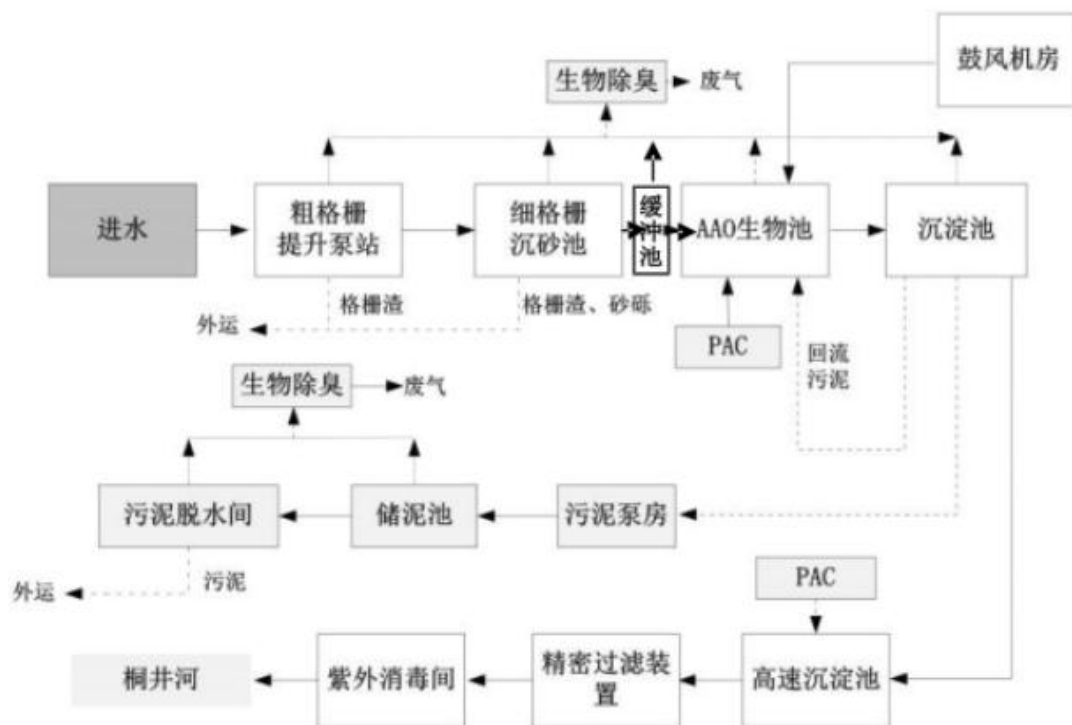 鼓风机房
生物除臭
废气
进水
粗格栅
提升泵站
细格栅
沉砂池
缓
冲
池
AAO生物池
沉淀池
格栅渣
格栅渣、砂砾
外运
PAC
回流
污泥
生物除臭
废气
污泥脱水间
储泥池
污泥泵房
外运
污泥
PAC
桐井河
紫外消毒间
精密过滤装
置
高速沉淀池